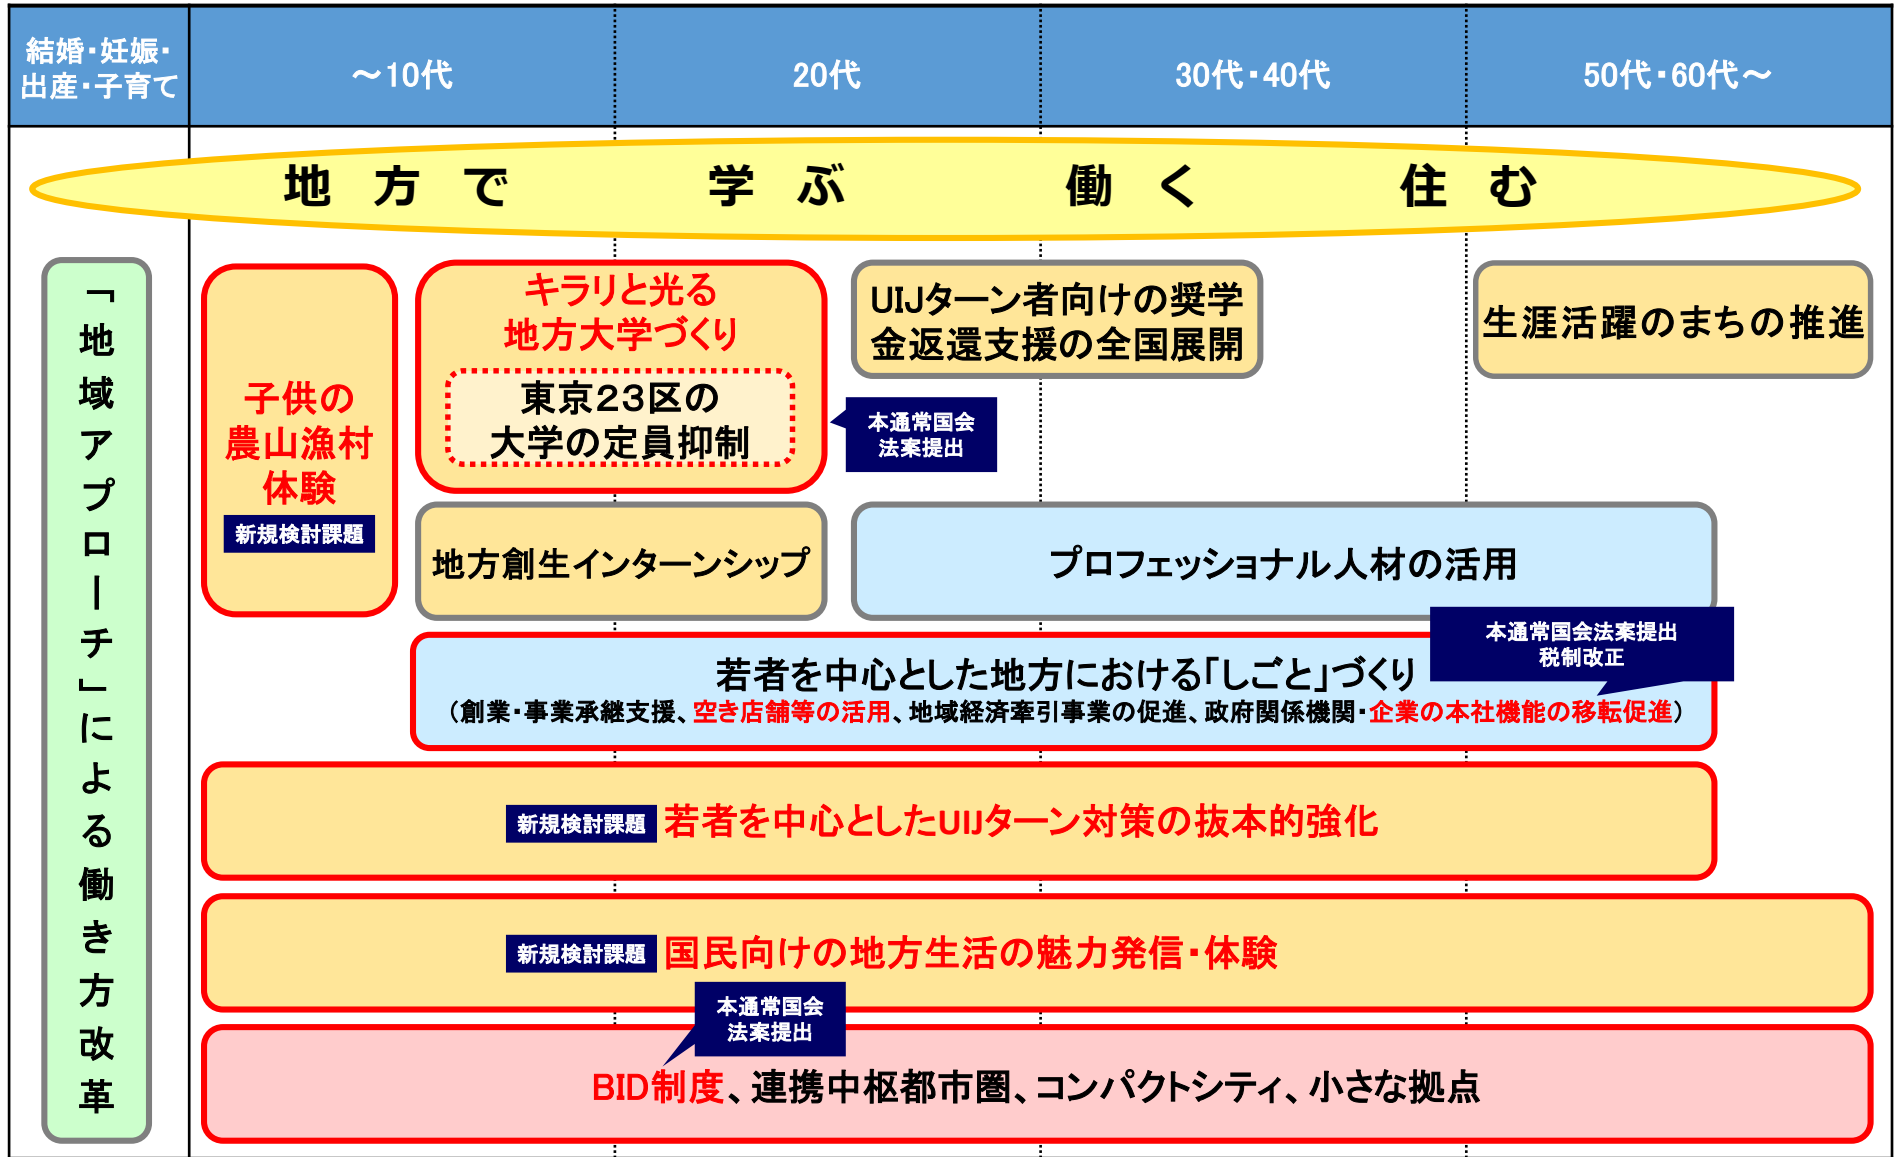 結婚・妊娠・
出産・子育て
～10代
20代
30代・40代
50代・60代～
地方で 学ぶ 働く 住む
「地域アプローチ」による働き方改革
子供の
農山漁村
体験
新規検討課題
キラリと光る
地方大学づくり
東京２３区の
大学の定員抑制
本通常国会
法案提出
UIJターン者向けの奨学
金返還支援の全国展開
生涯活躍のまちの推進
地方創生インターンシップ
プロフェッショナル人材の活用
本通常国会法案提出
税制改正
若者を中心とした地方における「しごと」づくり
（創業・事業承継支援、空き店舗等の活用、地域経済牽引事業の促進、政府関係機関・企業の本社機能の移転促進）
新規検討課題 若者を中心としたUIJターン対策の抜本的強化
新規検討課題 国民向けの地方生活の魅力発信・体験
本通常国会
法案提出
BID制度、連携中枢都市圏、コンパクトシティ、小さな拠点